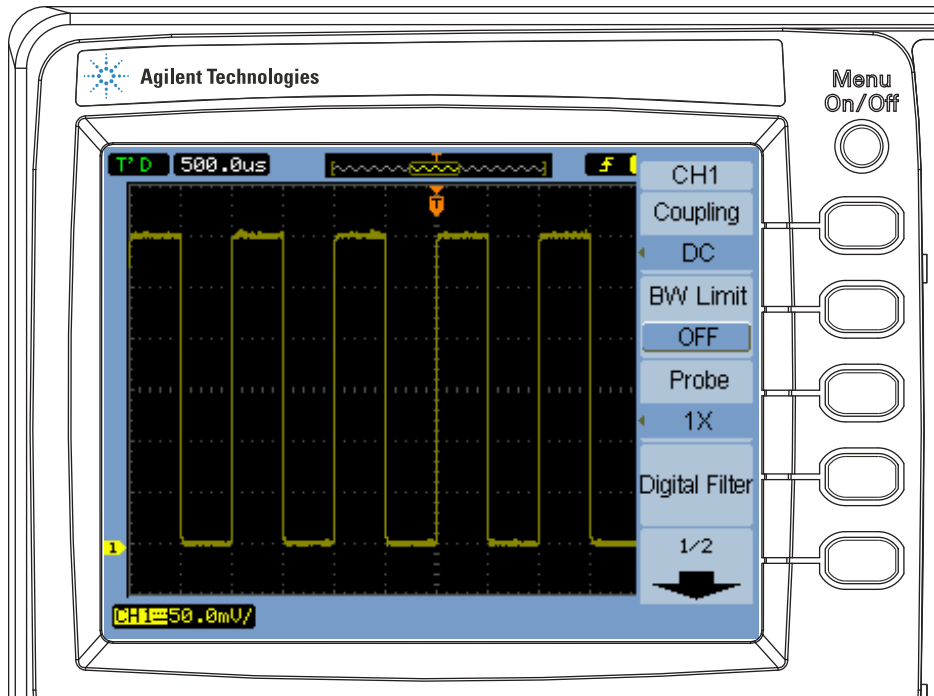 Agilent Technologies
Menu
On/Off
T'D 500.0us
T
T
CH1
Coupling
DC
BW Limit
OFF
Probe
1X
Digital Filter
1/2
1
CH1 50.0mV/